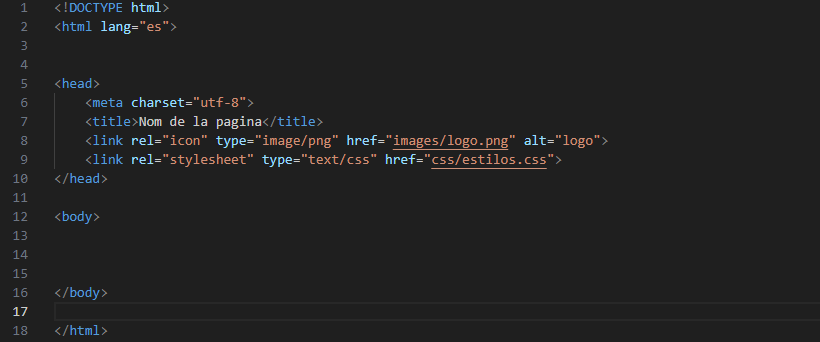 1 <!DOCTYPE html>
2 <html lang="es">
3
4
5 <head>
6     <meta charset="utf-8">
7     <title>Nom de la pagina</title>
8     <link rel="icon" type="image/png" href="images/logo.png" alt="logo">
9     <link rel="stylesheet" type="text/css" href="css/estilos.css">
10 </head>
11
12 <body>
13
14
15
16 </body>
17
18 </html>